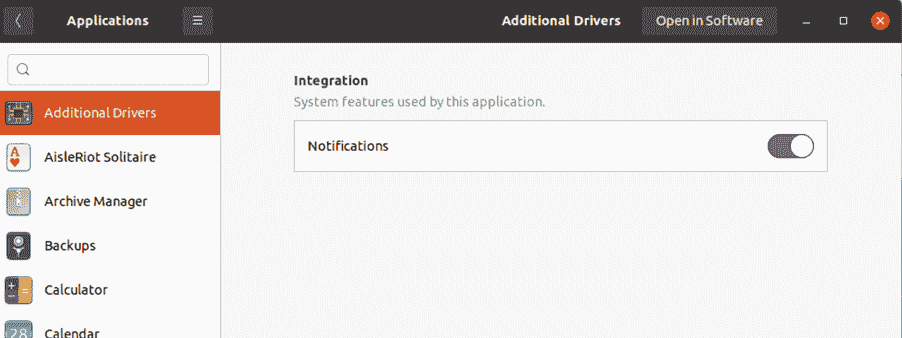 Applications
Additional Drivers
Open in Software
Integration
System features used by this application.
Notifications
Additional Drivers
A
AisleRiot Solitaire
Archive Manager
Backups
Calculator
28
Calendar